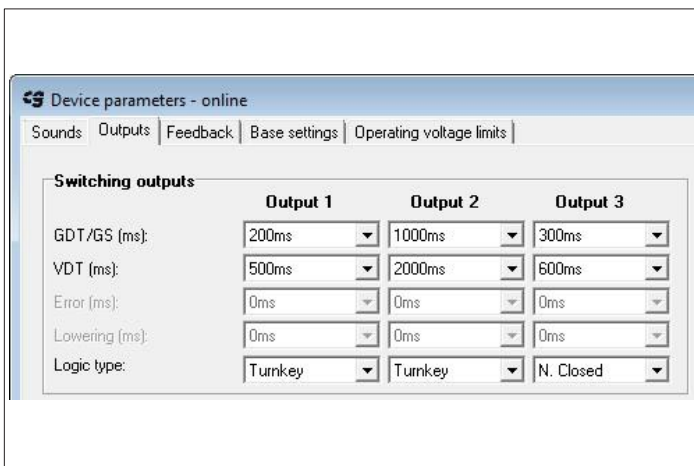 Device parameters - online
Sounds Outputs Feedback Base settings Operating voltage limits
Switching outputs
Output 1 Output 2 Output 3
GDT/GS (ms): 200ms 1000ms 300ms
VDT (ms): 500ms 2000ms 600ms
Error (ms): 0ms 0ms 0ms
Lowering (ms): 0ms 0ms 0ms
Logic type: Turnkey Turnkey N. Closed